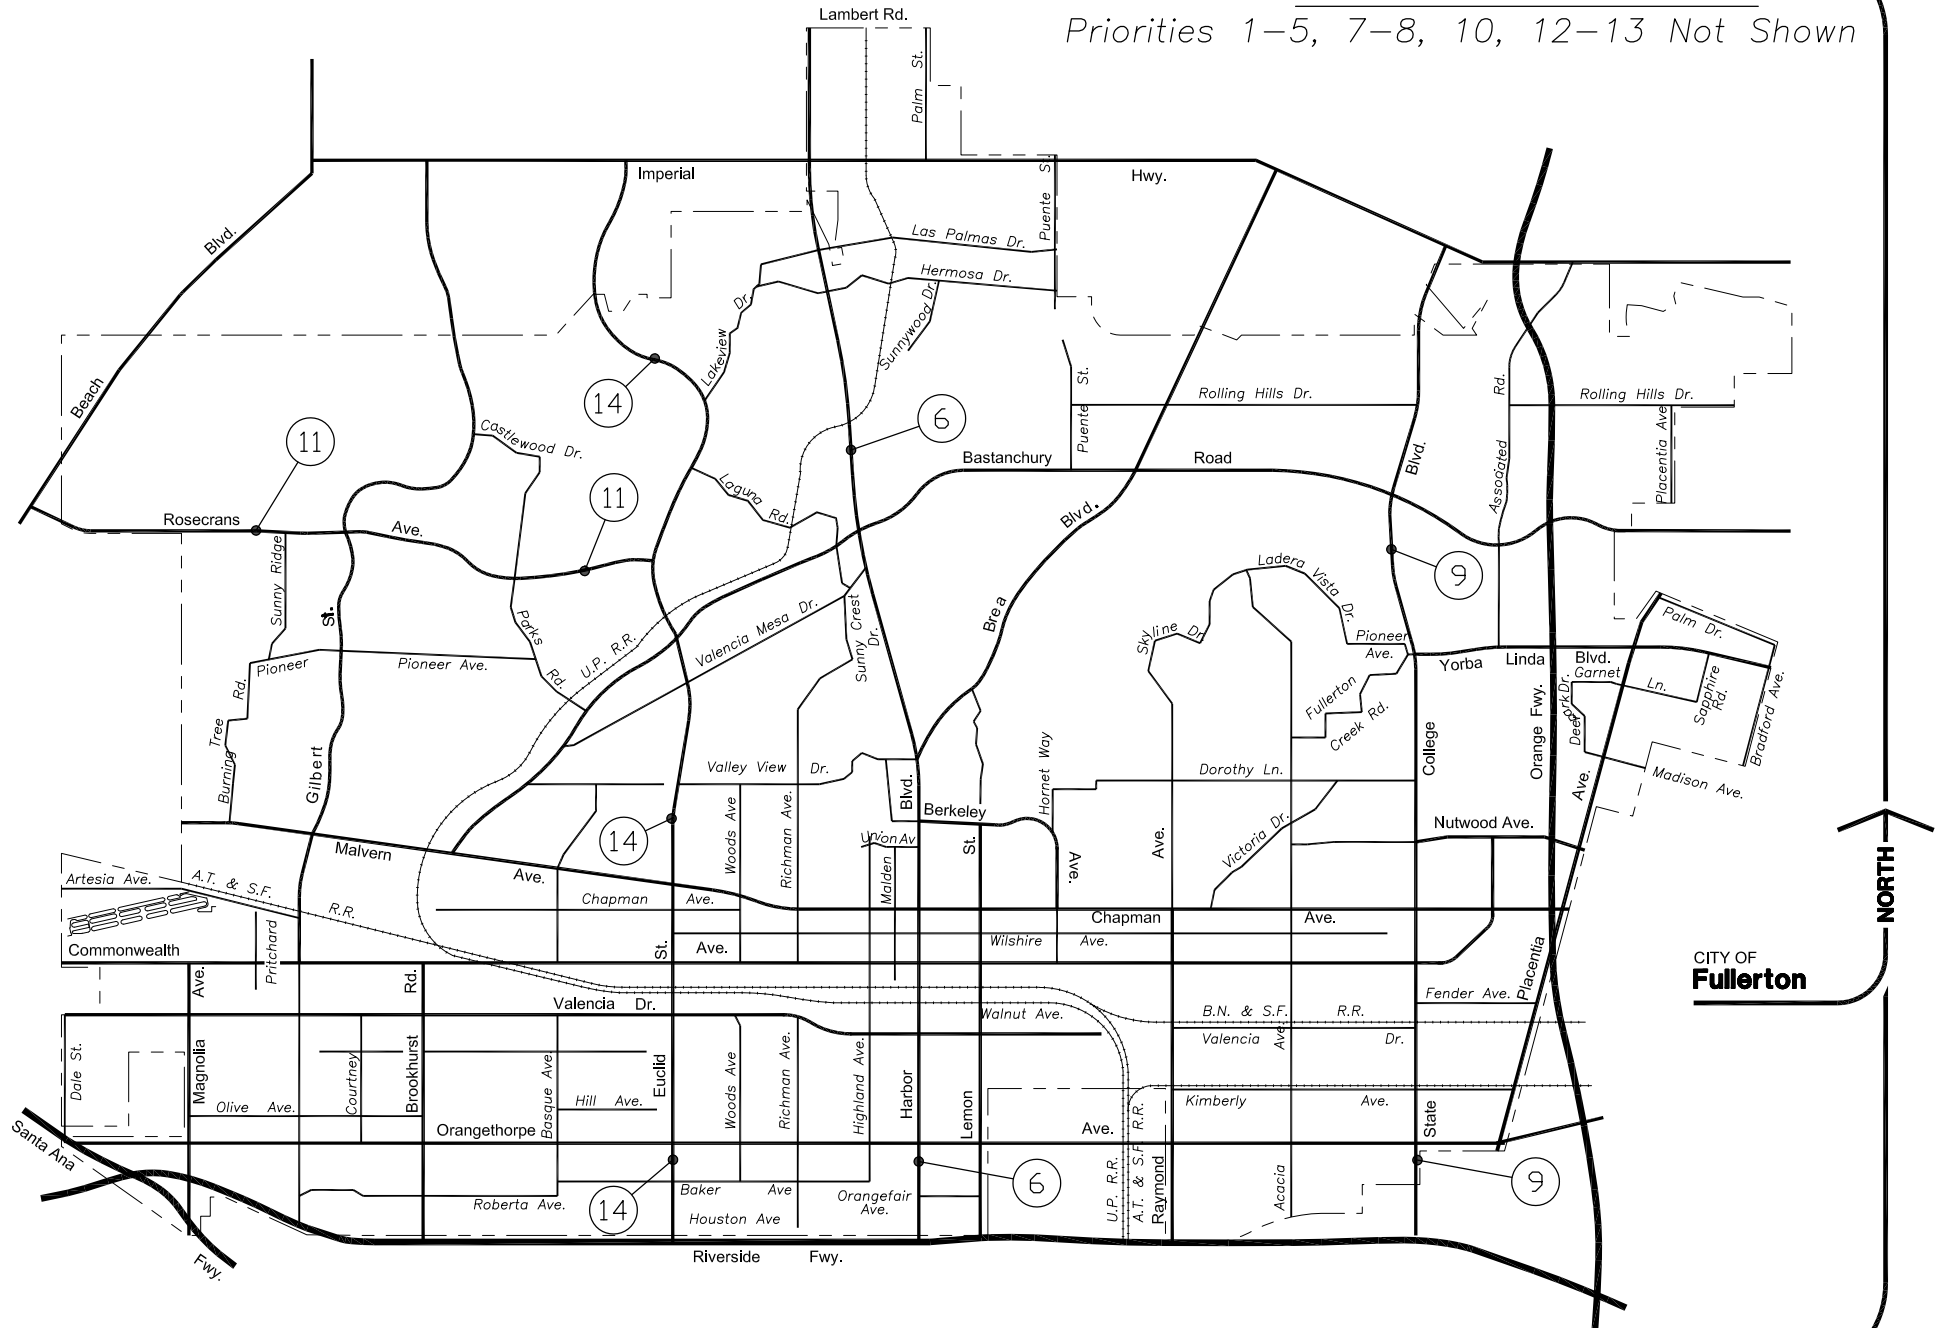 Lambert Rd.
Priorities 1-5, 7-8, 10, 12-13 Not Shown
Palm St.
Imperial
Hwy.
Puente St.
Blvd.
Las Palmas Dr.
Hermosa Dr.
Sunnywood Dr.
Lakeview Dr.
Beach
14
6
11
Castlewood Dr.
Puente St.
Rolling Hills Dr.
Rolling Hills Dr.
Associated Rd.
Placentia Ave
Bastanchury
Road
Blvd.
11
Laguna Rd.
Rosecrans
Ave.
Blvd.
Brea
Ladera Vista Dr.
9
Sunny Ridge
St.
Parks Rd.
U.P. R.R.
Valencia Mesa Dr.
Sunny Crest Dr.
Skyline Dr
Pioneer
Ave.
Palm Dr.
Pioneer
Pioneer Ave.
Yorba
Linda
Blvd.
Garnet
Ln.
Sapphire Rd.
Bradford Ave.
Deer Park Dr.
Fullerton
Creek Rd.
Orange Fwy.
Burning Tree Rd.
Gilbert
Valley View Dr.
Hornet Way
Dorothy Ln.
College
Madison Ave.
Ave.
Blvd.
Berkeley
Woods Ave
Richman Ave.
14
Union Av
St.
Ave.
Ave.
Victoria Dr.
Nutwood Ave.
Malvern
Ave.
Malden
NORTH
Artesia Ave.
A.T. & S.F.
R.R.
Chapman
Ave.
Chapman
Ave.
Commonwealth
Pritchard
St.
Ave.
Wilshire
Ave.
Placentia
CITY OF
Fullerton
Ave.
Rd.
Valencia
Dr.
Walnut Ave.
B.N. & S.F.
R.R.
Fender Ave.
Valencia
Ave.
Dr.
Dale St.
Magnolia
Courtney
Brookhurst
Basque Ave.
Euclid
Woods Ave
Richman Ave.
Highland Ave.
Harbor
Lemon
Olive Ave.
Hill Ave.
Kimberly
Ave.
State
Orangethorpe
Ave.
Santa Ana
Fwy.
U.P. R.R.
A.T. & S.F. R.R.
Raymond
Acacia
14
6
9
Roberta Ave.
Baker
Ave
Orangefair
Ave.
Houston Ave
Riverside
Fwy.